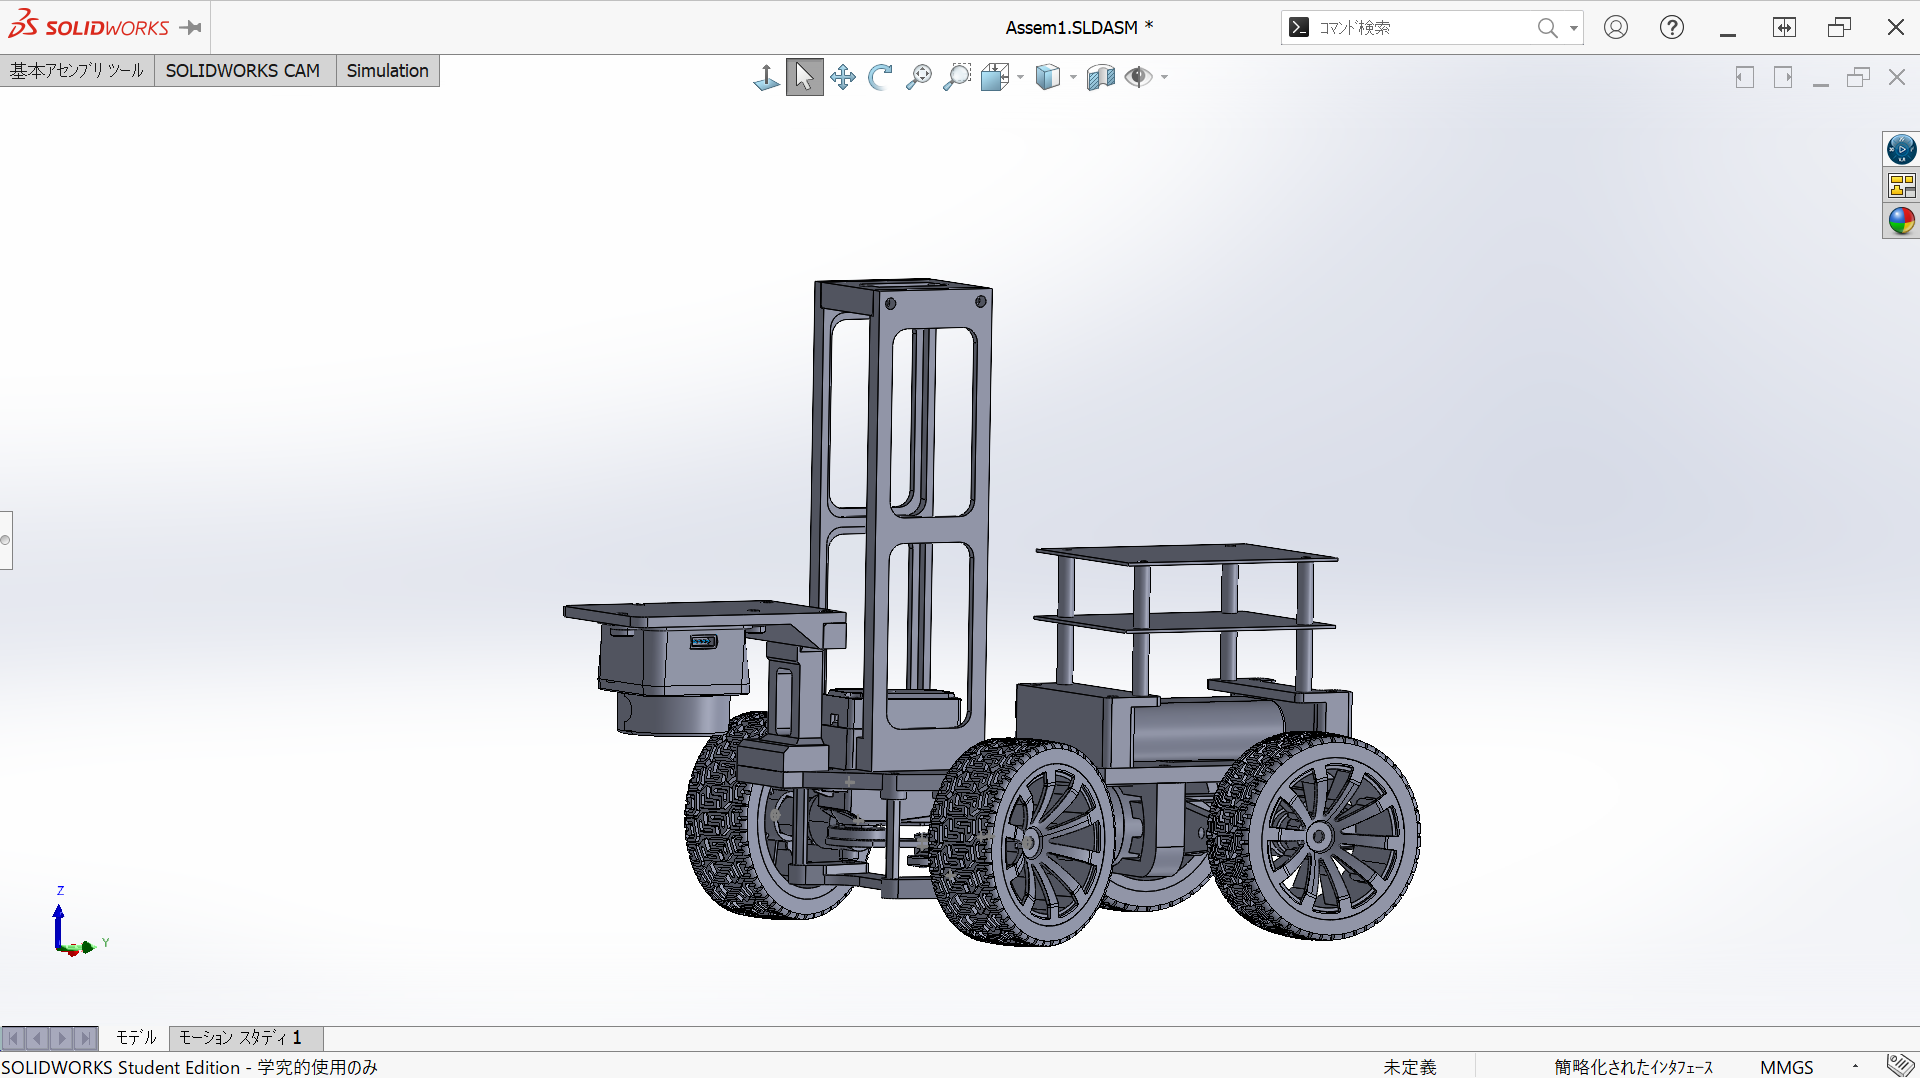 SOLIDWORKS
Assem1.SLDASM *
コマンド検索
基本アセンブリ ツール
SOLIDWORKS CAM
Simulation
Z
Y
モデル
モーション スタディ 1
SOLIDWORKS Student Edition - 学究的使用のみ
未定義
簡略化されたインタフェース
MMGS